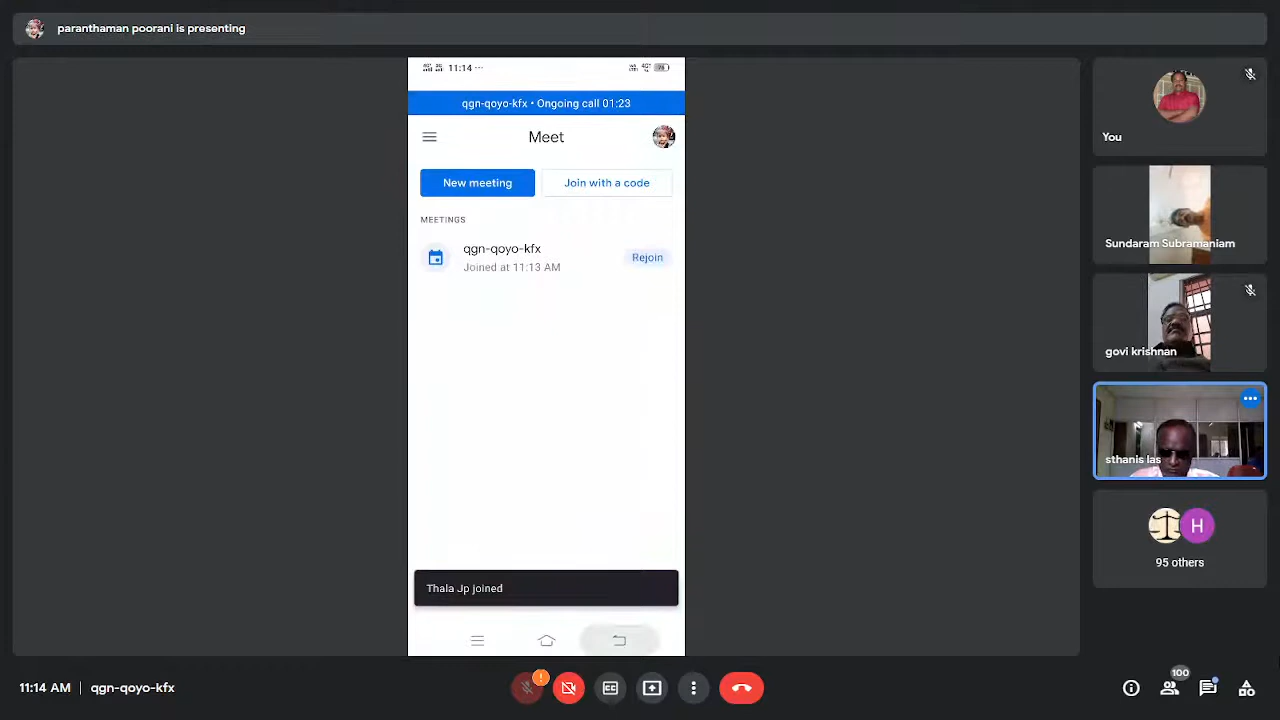 paranthaman poorani is presenting
11:14 ...
qgn-qoyo-kfx • Ongoing call 01:23
Meet
New meeting
Join with a code
MEETINGS
qgn-qoyo-kfx
Joined at 11:13 AM
Rejoin
Thala Jp joined
You
Sundaram Subramaniam
govi krishnan
sthanis las
H
95 others
11:14 AM | qgn-qoyo-kfx
!
CC
100